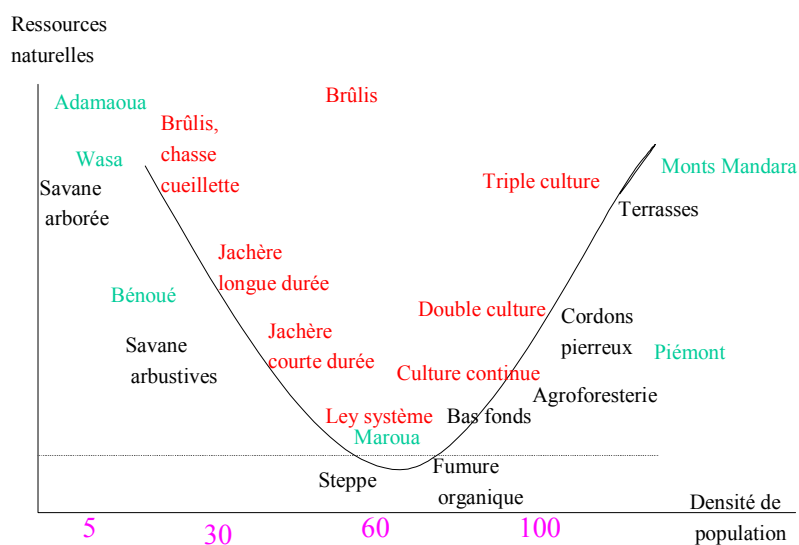 Ressources
naturelles
Adamaoua
Brûlis
Brûlis,
chasse
cueillette
Wasa
Savane
arborée
Triple culture
Monts Mandara
Terrasses
Jachère
longue durée
Bénoué
Double culture
Cordons
pierreux
Jachère
courte durée
Savane
arbustives
Piémont
Culture continue
Agroforesterie
Ley système
Bas fonds
Maroua
Steppe
Fumure
organique
Densité de
population
5
30
60
100